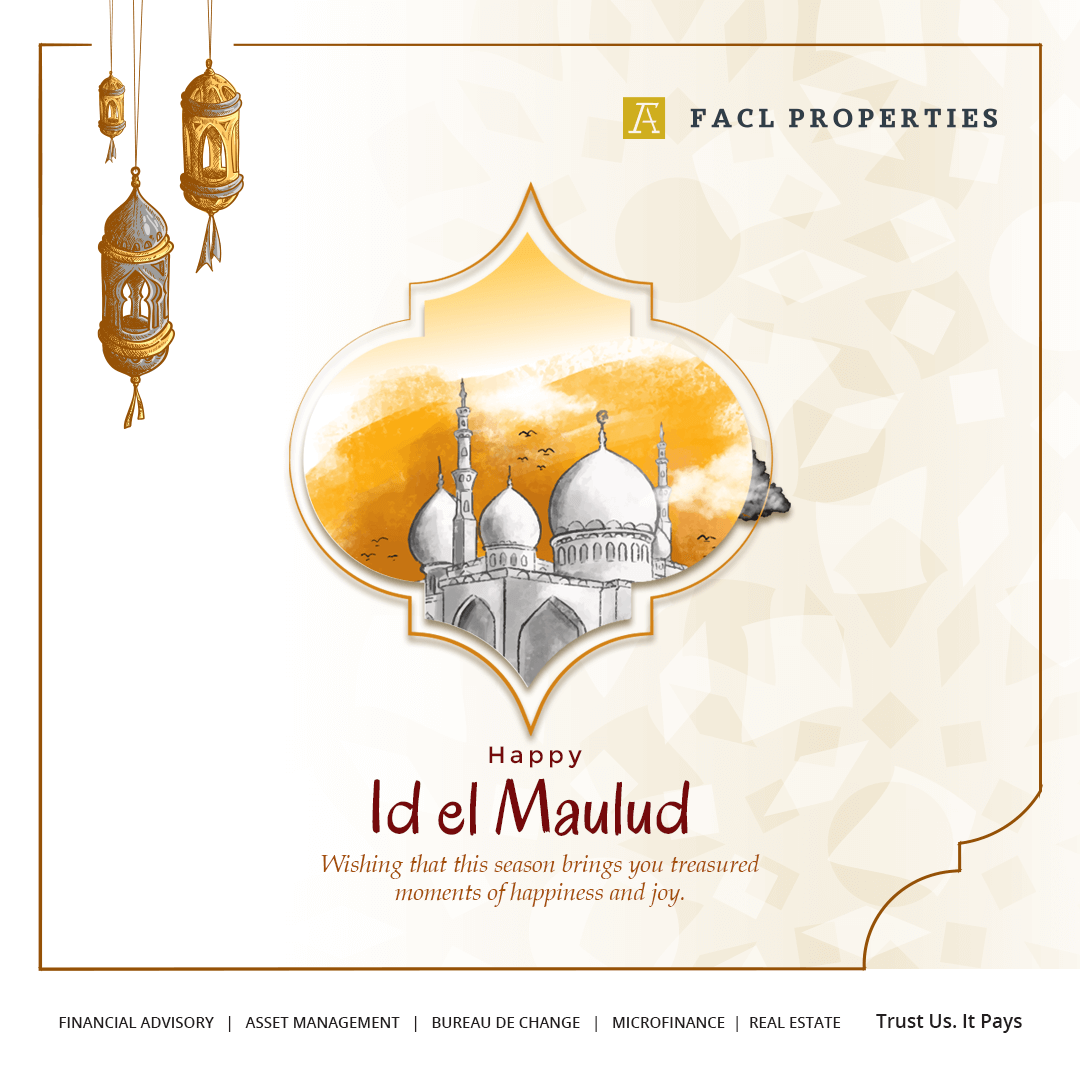 FACL PROPERTIES
Happy
Id el Maulud
Wishing that this season brings you treasured
moments of happiness and joy.
FINANCIAL ADVISORY | ASSET MANAGEMENT | BUREAU DE CHANGE | MICROFINANCE | REAL ESTATE Trust Us. It Pays